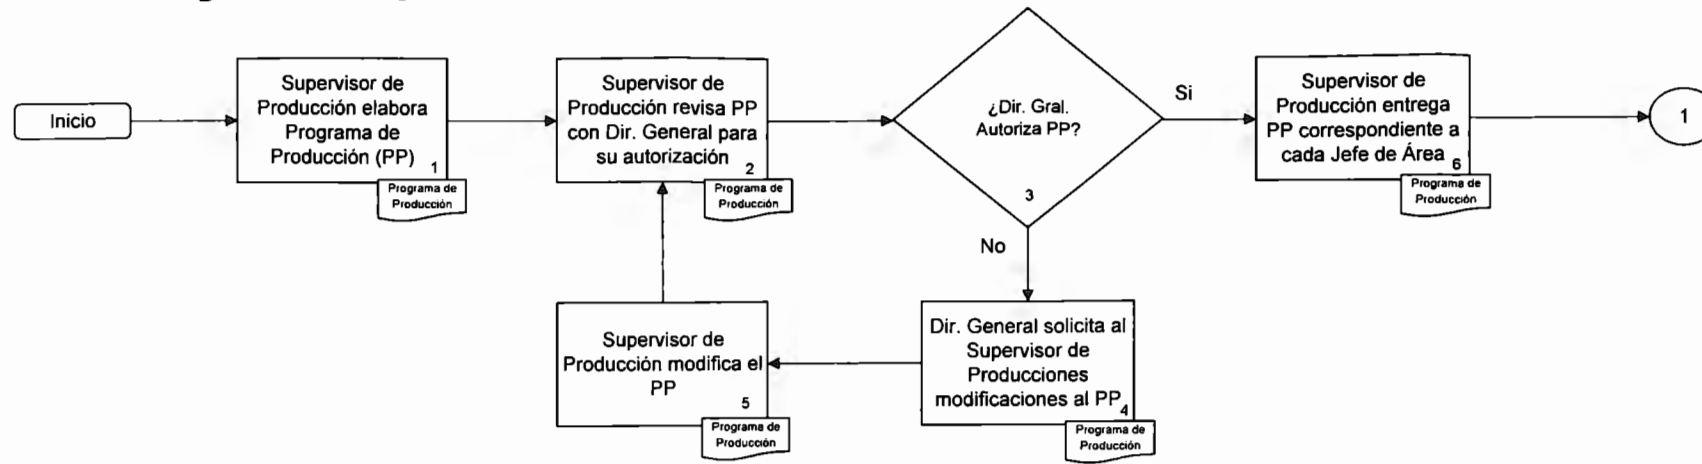 Inicio
Supervisor de
Producción elabora
Programa de
Producción (PP)
1
Programa de
Producción
Supervisor de
Producción revisa PP
con Dir. General para
su autorización
2
Programa de
Producción
¿Dir. Gral.
Autoriza PP?
3
Si
No
Supervisor de
Producción entrega
PP correspondiente a
cada Jefe de Área
6
Programa de
Producción
1
Dir. General solicita al
Supervisor de
Producciones
modificaciones al PP
4
Programa de
Producción
Supervisor de
Producción modifica el
PP
5
Programa de
Producción